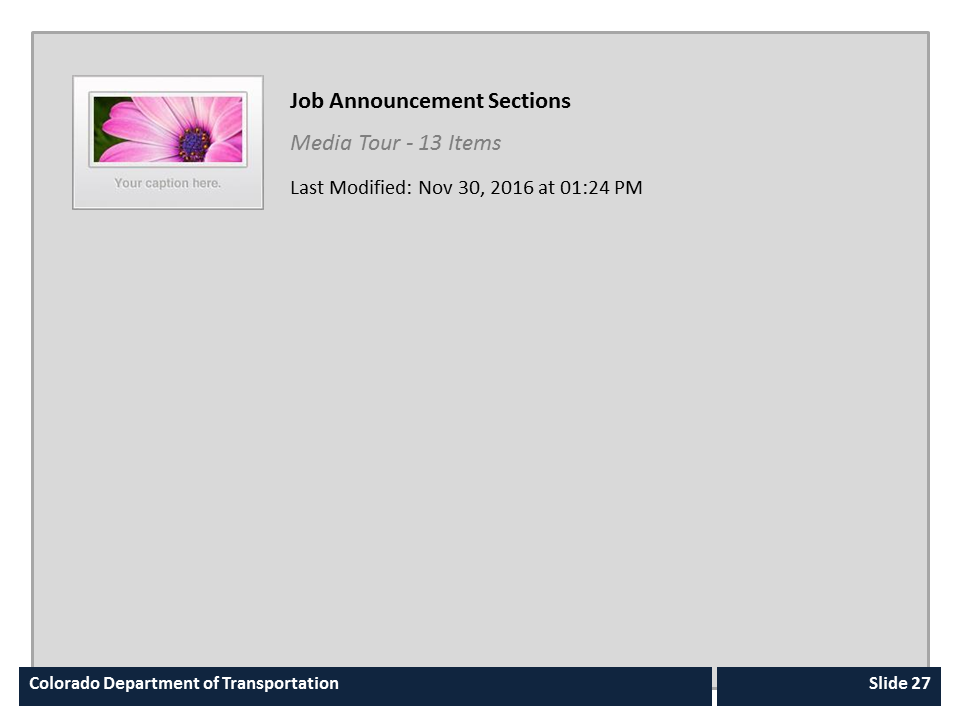 Job Announcement Sections
Media Tour - 13 Items
Your caption here.
Last Modified: Nov 30, 2016 at 01:24 PM
Colorado Department of Transportation
Slide 27